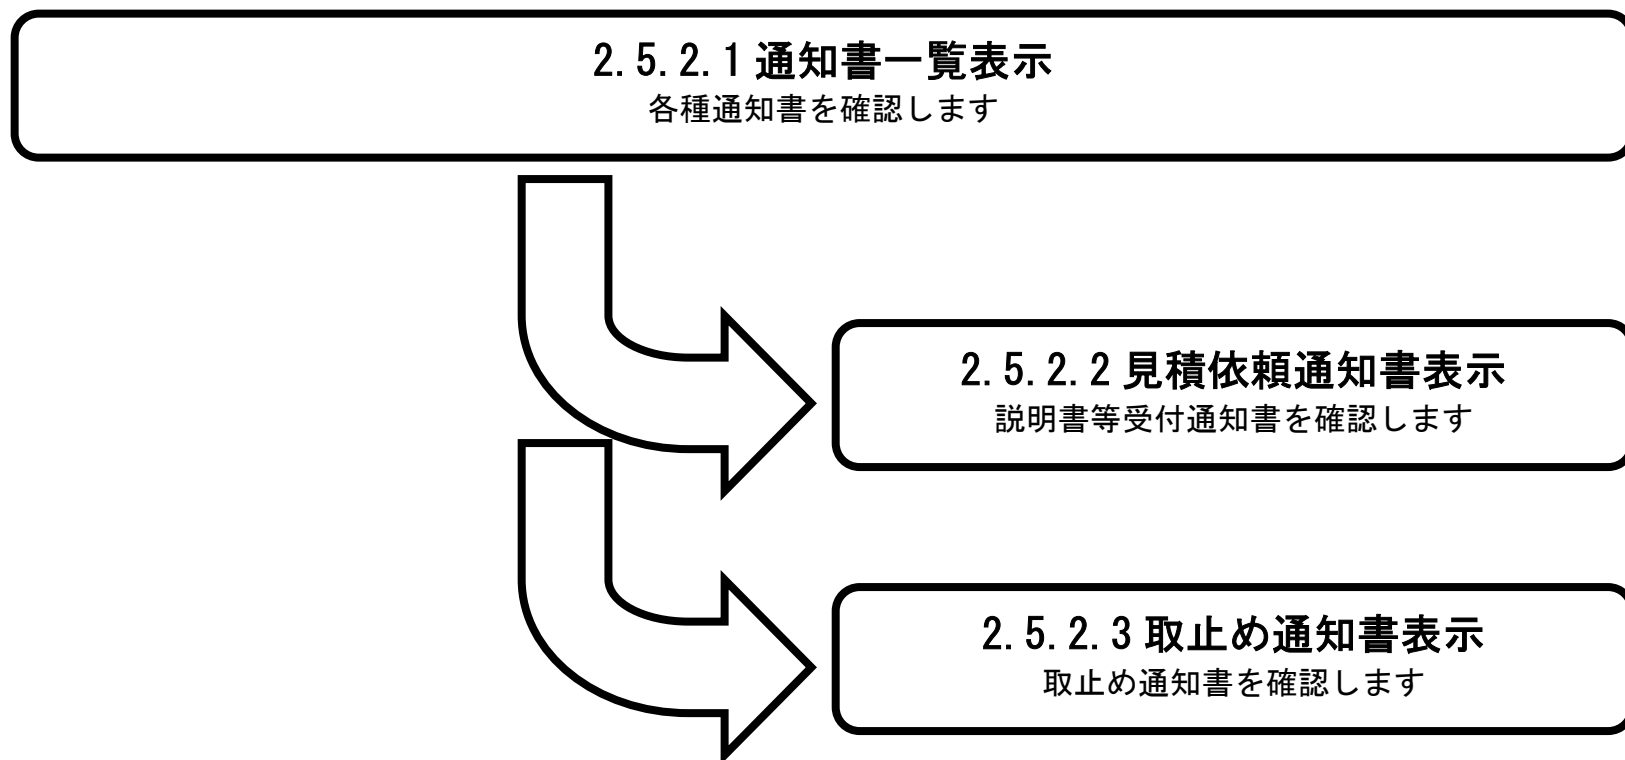 2.5.2.1 通知書一覧表示
各種通知書を確認します
2.5.2.2 見積依頼通知書表示
説明書等受付通知書を確認します
2.5.2.3 取止め通知書表示
取止め通知書を確認します